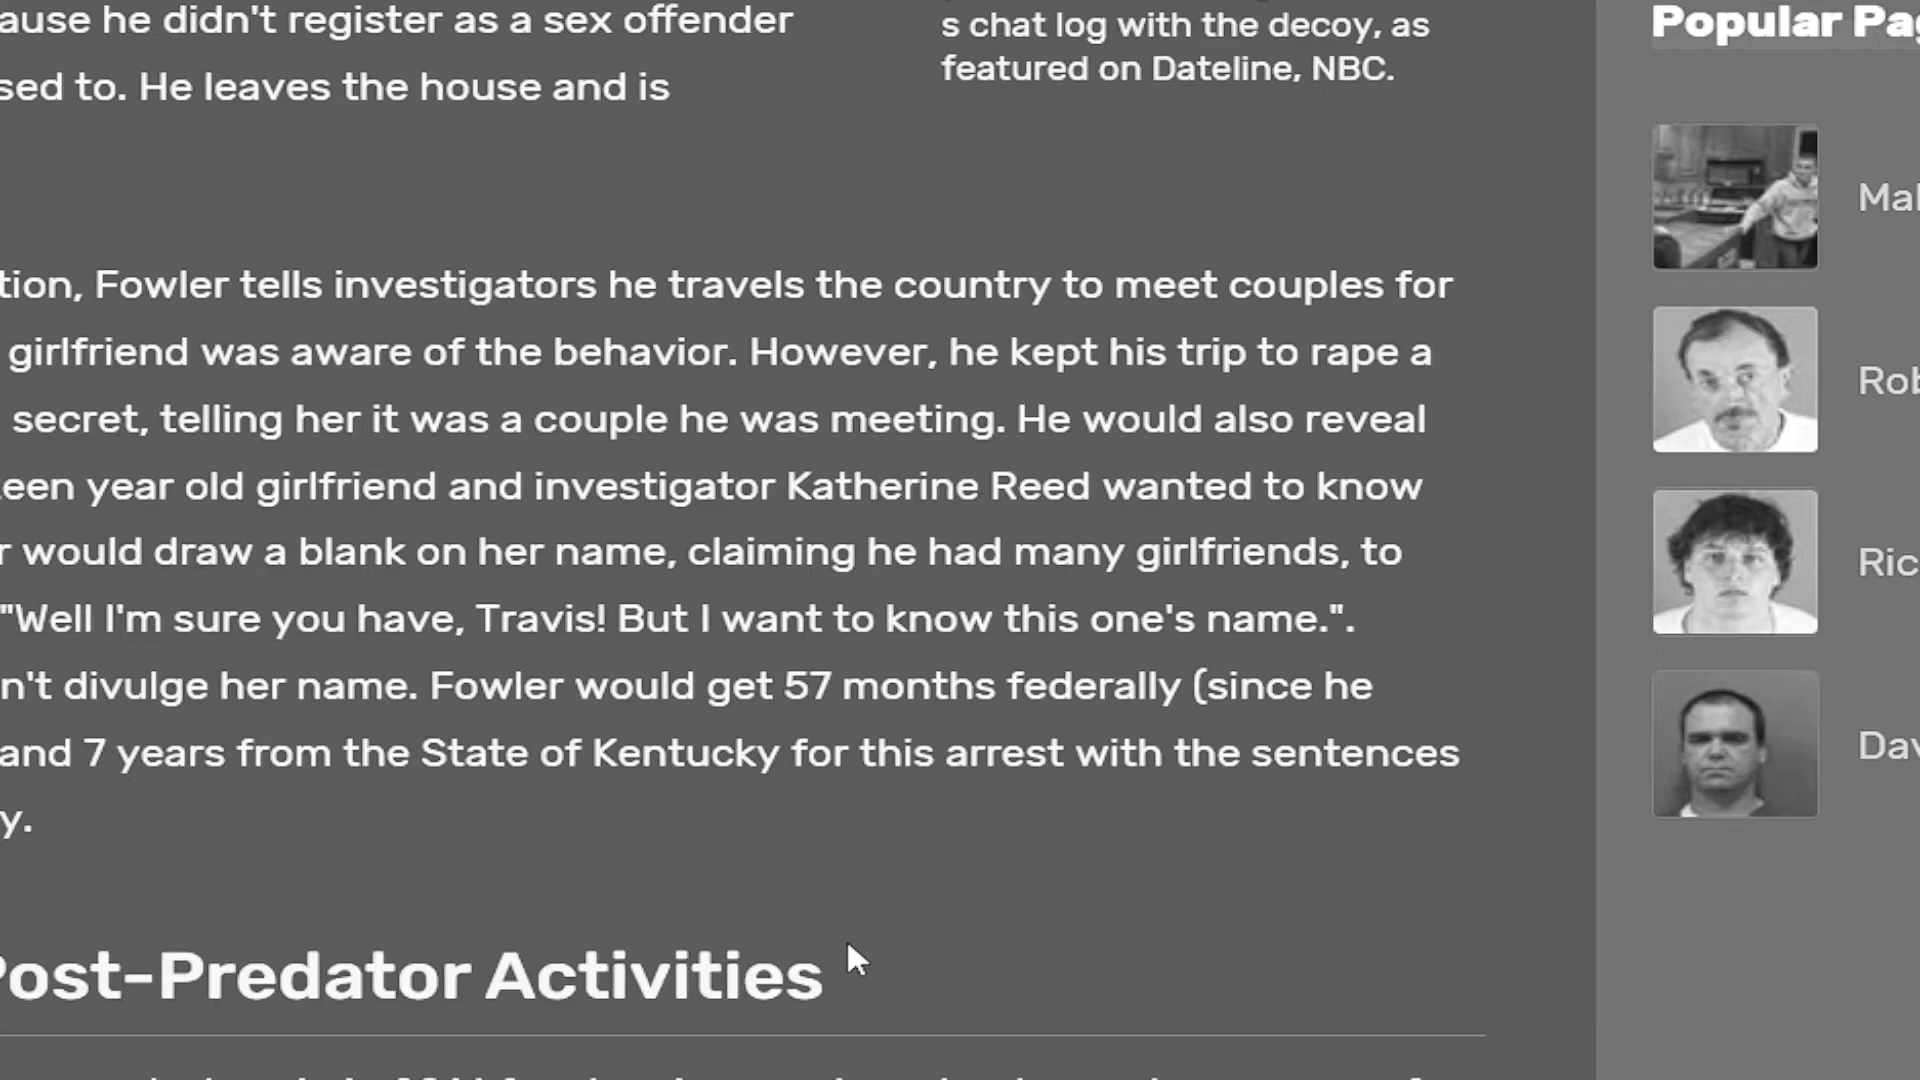 ause he didn't register as a sex offender
sed to. He leaves the house and is
s chat log with the decoy, as
featured on Dateline, NBC.
tion, Fowler tells investigators he travels the country to meet couples for
girlfriend was aware of the behavior. However, he kept his trip to rape a
secret, telling her it was a couple he was meeting. He would also reveal
een year old girlfriend and investigator Katherine Reed wanted to know
r would draw a blank on her name, claiming he had many girlfriends, to
"Well I'm sure you have, Travis! But I want to know this one's name.".
n't divulge her name. Fowler would get 57 months federally (since he
and 7 years from the State of Kentucky for this arrest with the sentences
y.
Post-Predator Activities
Popular Pag
Mal
Rob
Ric
Dav